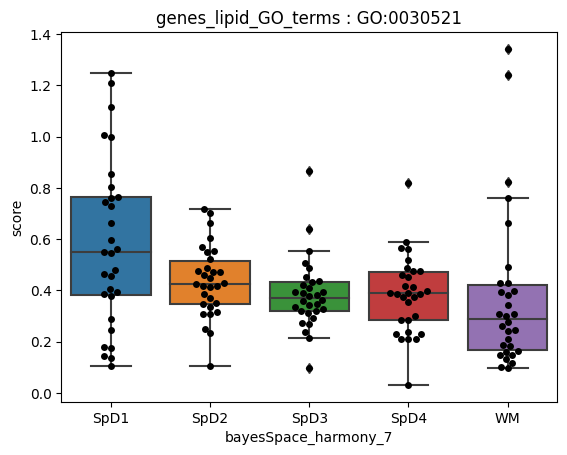 genes_lipid_GO_terms : GO:0030521
score
1.4
1.2
1.0
0.8
0.6
0.4
0.2
0.0
SpD1 SpD2 SpD3 SpD4 WM
bayesSpace_harmony_7